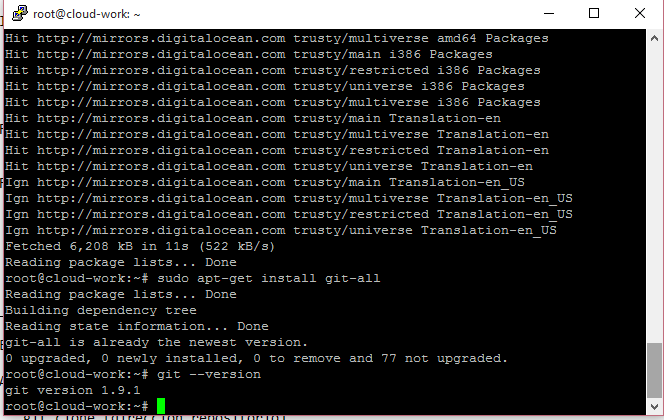 root@cloud-work: ~
Hit http://mirrors.digitalocean.com trusty/multiverse amd64 Packages
Hit http://mirrors.digitalocean.com trusty/main i386 Packages
Hit http://mirrors.digitalocean.com trusty/restricted i386 Packages
Hit http://mirrors.digitalocean.com trusty/universe i386 Packages
Hit http://mirrors.digitalocean.com trusty/multiverse i386 Packages
Hit http://mirrors.digitalocean.com trusty/main Translation-en
Hit http://mirrors.digitalocean.com trusty/multiverse Translation-en
Hit http://mirrors.digitalocean.com trusty/restricted Translation-en
Hit http://mirrors.digitalocean.com trusty/universe Translation-en
Ign http://mirrors.digitalocean.com trusty/main Translation-en_US
Ign http://mirrors.digitalocean.com trusty/multiverse Translation-en_US
Ign http://mirrors.digitalocean.com trusty/restricted Translation-en_US
Ign http://mirrors.digitalocean.com trusty/universe Translation-en_US
Fetched 6,208 kB in 11s (522 kB/s)
Reading package lists... Done
root@cloud-work:~# sudo apt-get install git-all
Reading package lists... Done
Building dependency tree
Reading state information... Done
git-all is already the newest version.
0 upgraded, 0 newly installed, 0 to remove and 77 not upgraded.
root@cloud-work:~# git --version
git version 1.9.1
root@cloud-work:~#